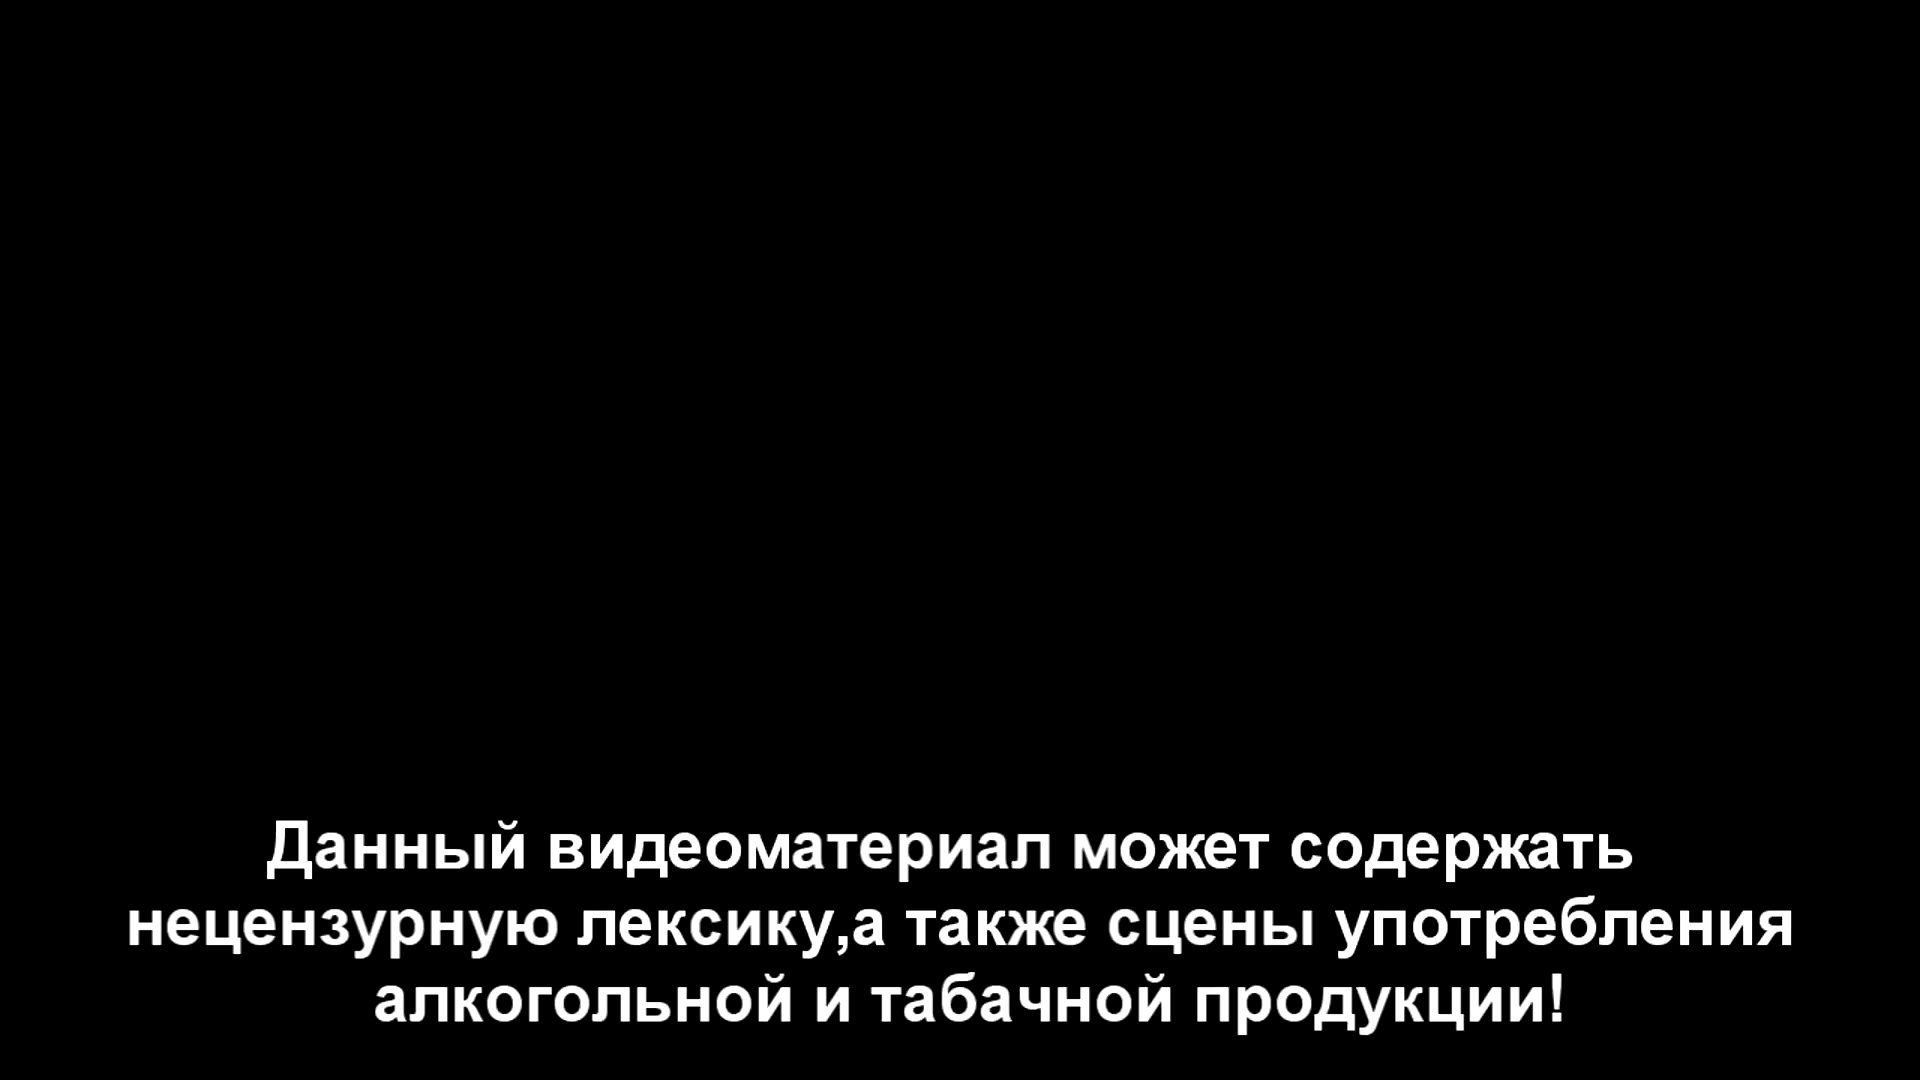 Данный видеоматериал может содержать
нецензурную лексику,а также сцены употребления
алкогольной и табачной продукции!